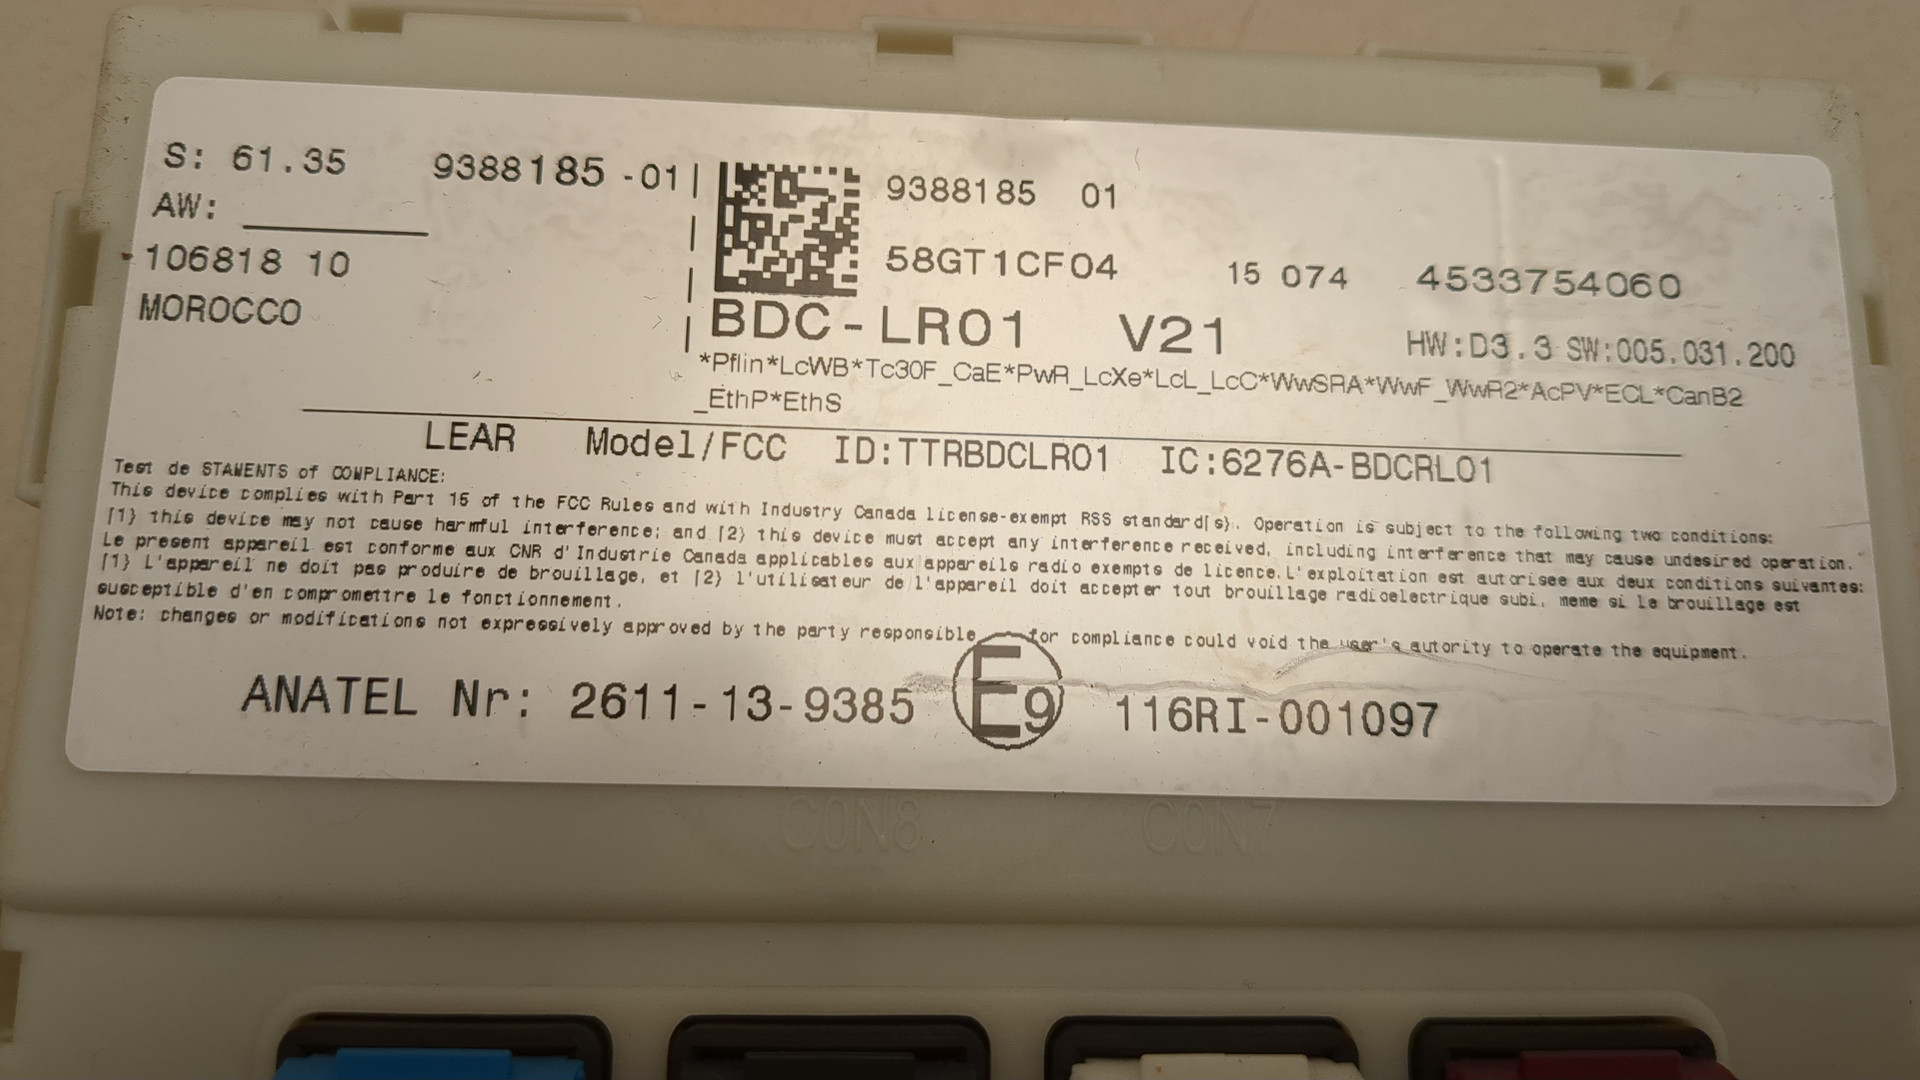 S: 61.35 9388185 -01
AW:
106818 10
MOROCCO
9388185 01
58GT1CF04 15 074 4533754060
BDC-LR01 V21
HW:D3.3 SW:005.031.200
*Pflin*LcWB*Tc30F_CaE*PwR_LcXe*LcL_LcC*WwSRA*WwF_WwR2*AcPV*ECL*CanB2
_EthP*EthS
LEAR Model/FCC ID:TTRBDCLR01 IC:6276A-BDCRL01
Test de STAWENTS of COMPLIANCE:
This device complies with Part 15 of the FCC Rules and with Industry Canada license-exempt RSS standard(s). Operation is subject to the following two conditions:
(1) this device may not cause harmful interference; and (2) this device must accept any interference received, including interference that may cause undesired operation.
Le present appareil est conforme aux CNR d'Industrie Canada applicables aux appareils radio exempts de licence. L'exploitation est autorisee aux deux conditions suivantes:
(1) L'appareil ne doit pas produire de brouillage, et (2) l'utilisateur de l'appareil doit accepter tout brouillage radioelectrique subi, meme si le brouillage est
susceptible d'en compromettre le fonctionnement.
Note: changes or modifications not expressively approved by the party responsible for compliance could void the user's autority to operate the equipment.
ANATEL Nr: 2611-13-9385 E9 116RI-001097
CON8 CON7